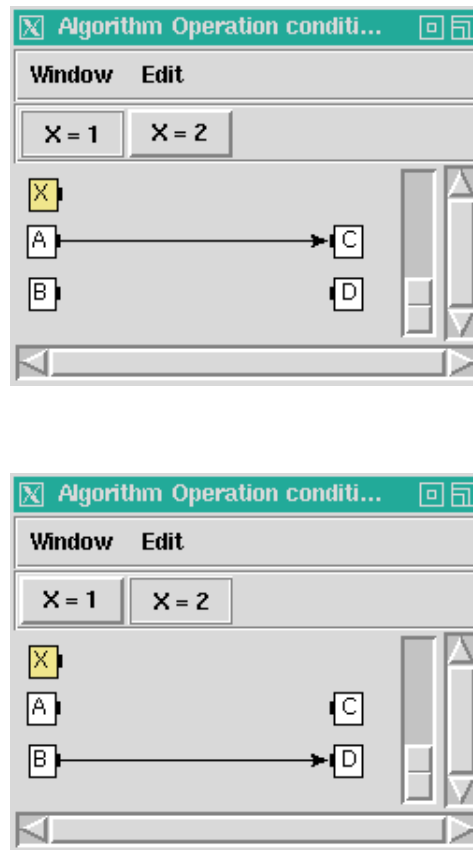 X Algorithm Operation conditi...
Window Edit
X = 1 X = 2
X
A C
B D
X Algorithm Operation conditi...
Window Edit
X = 1 X = 2
X
A C
B D